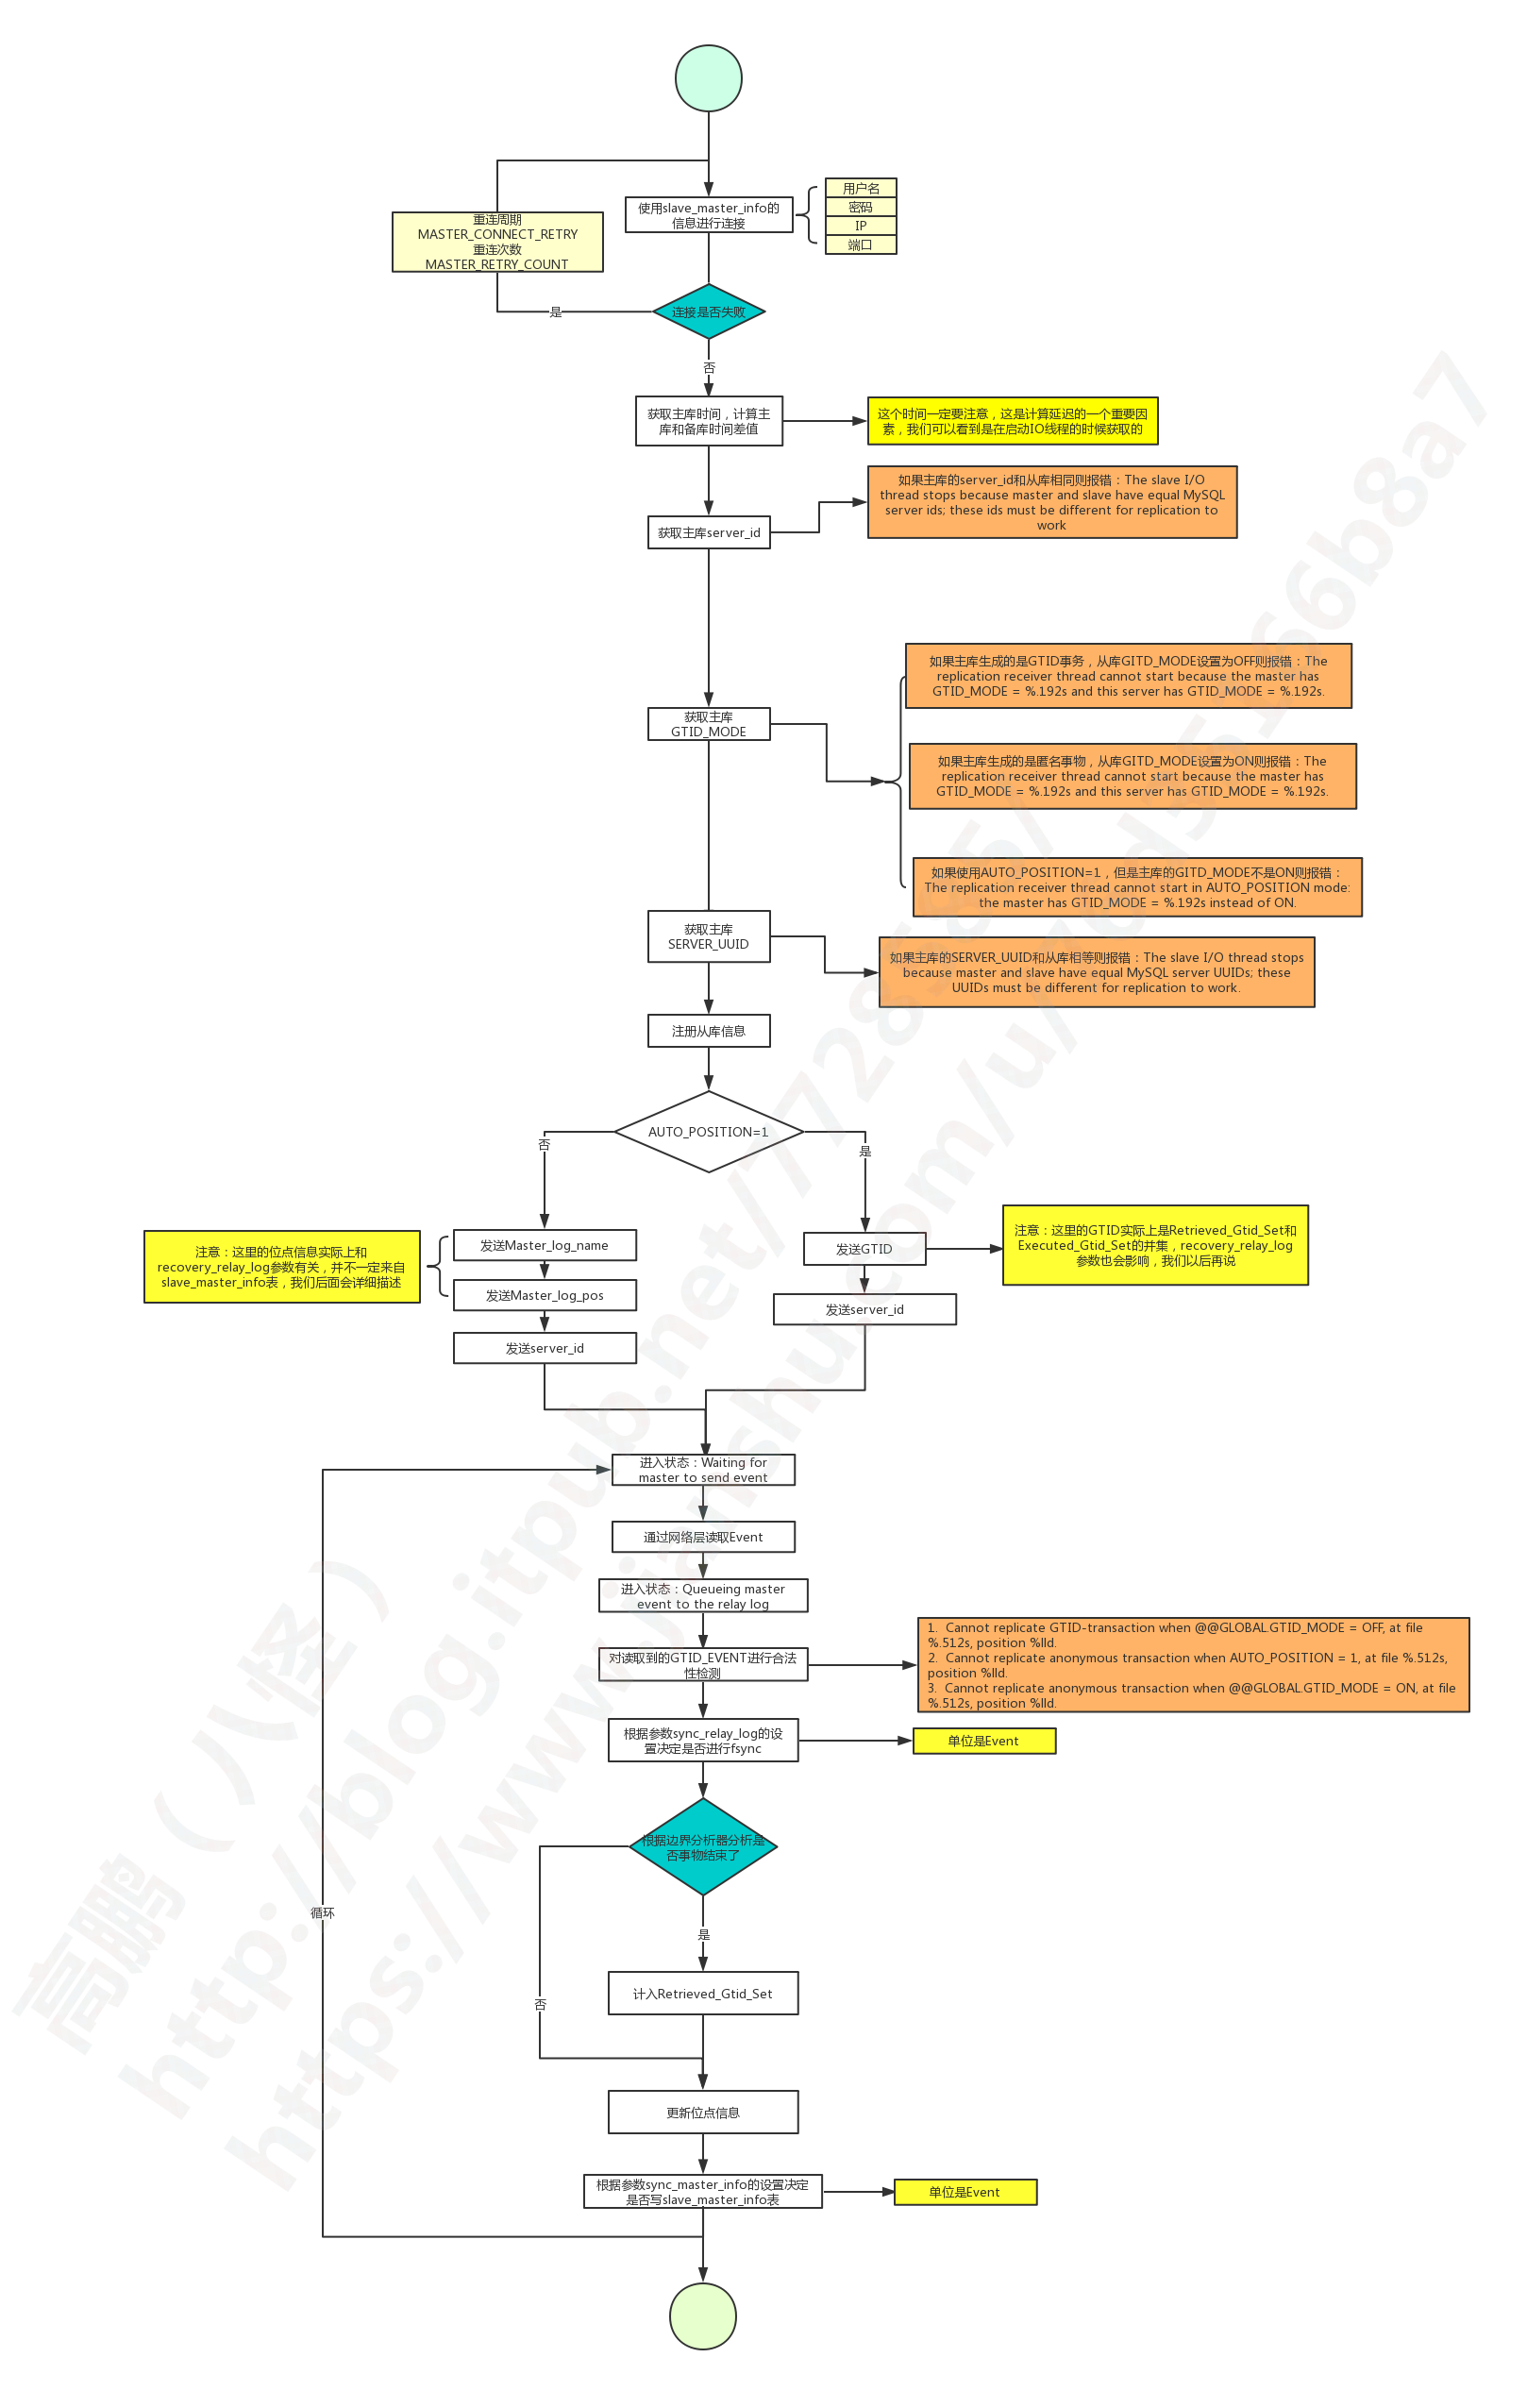 使用slave_master_info的
信息进行连接
用户名
密码
IP
端口
重连周期
MASTER_CONNECT_RETRY
重连次数
MASTER_RETRY_COUNT
连接是否失败
是
否
获取主库时间，计算主
库和备库时间差值
这个时间一定要注意，这是计算延迟的一个重要因
素，我们可以看到是在启动IO线程的时候获取的
如果主库的server_id和从库相同则报错：The slave I/O
thread stops because master and slave have equal MySQL
server ids; these ids must be different for replication to
work
获取主库server_id
如果主库生成的是GTID事务，从库GITD_MODE设置为OFF则报错：The
replication receiver thread cannot start because the master has
GTID_MODE = %.192s and this server has GTID_MODE = %.192s.
获取主库
GTID_MODE
如果主库生成的是匿名事物，从库GITD_MODE设置为ON则报错：The
replication receiver thread cannot start because the master has
GTID_MODE = %.192s and this server has GTID_MODE = %.192s.
如果使用AUTO_POSITION=1，但是主库的GITD_MODE不是ON则报错：
The replication receiver thread cannot start in AUTO_POSITION mode:
the master has GTID_MODE = %.192s instead of ON.
获取主库
SERVER_UUID
如果主库的SERVER_UUID和从库相等则报错：The slave I/O thread stops
because master and slave have equal MySQL server UUIDs; these
UUIDs must be different for replication to work.
注册从库信息
AUTO_POSITION=1
否
是
注意：这里的位点信息实际上和
recovery_relay_log参数有关，并不一定来自
slave_master_info表，我们后面会详细描述
发送Master_log_name
发送Master_log_pos
发送server_id
发送GTID
发送server_id
注意：这里的GTID实际上是Retrieved_Gtid_Set和
Executed_Gtid_Set的并集，recovery_relay_log
参数也会影响，我们以后再说
进入状态：Waiting for
master to send event
通过网络层读取Event
进入状态：Queueing master
event to the relay log
对读取到的GTID_EVENT进行合法
性检测
1.  Cannot replicate GTID-transaction when @@GLOBAL.GTID_MODE = OFF, at file
%.512s, position %lld.
2.  Cannot replicate anonymous transaction when AUTO_POSITION = 1, at file %.512s,
position %lld.
3.  Cannot replicate anonymous transaction when @@GLOBAL.GTID_MODE = ON, at file
%.512s, position %lld.
根据参数sync_relay_log的设
置决定是否进行fsync
单位是Event
根据边界分析器分析是
否事物结束了
循环
是
否
计入Retrieved_Gtid_Set
更新位点信息
根据参数sync_master_info的设置决定
是否写slave_master_info表
单位是Event
高鹏（八怪）